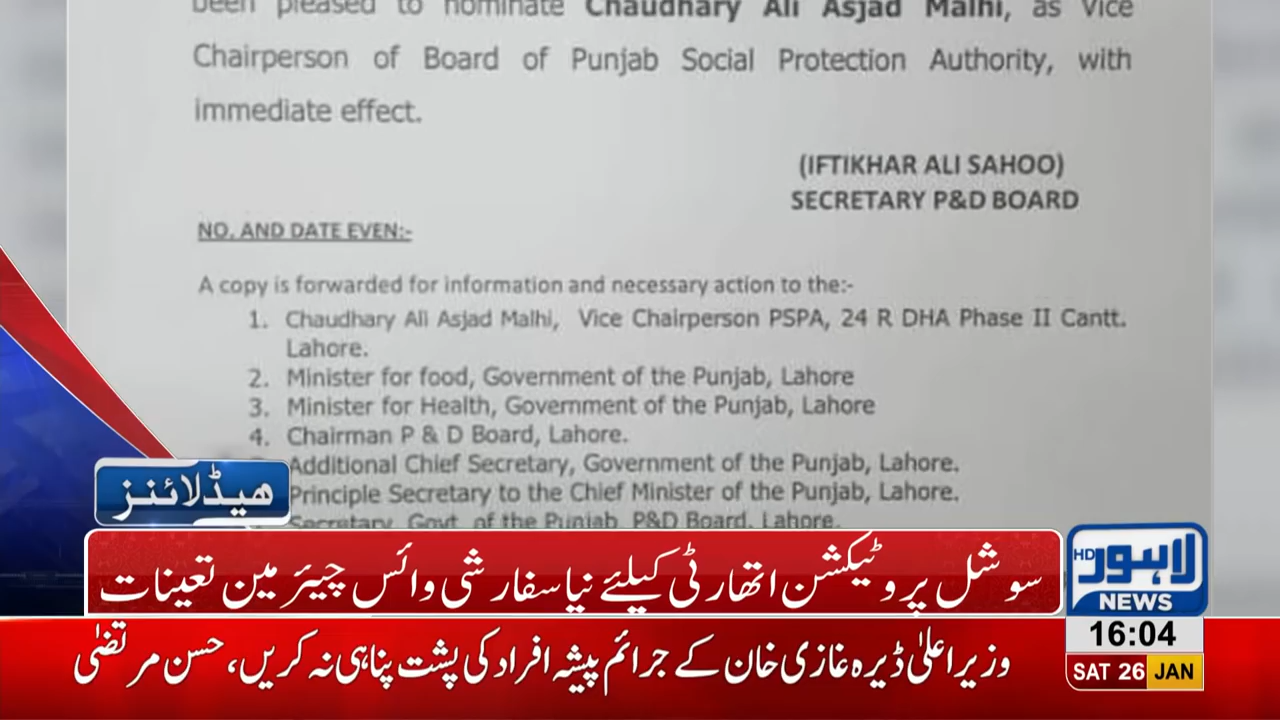 been pleased to nominate Chaudhary Ali Asjad Malhi, as Vice
Chairperson of Board of Punjab Social Protection Authority, with
immediate effect.
(IFTIKHAR ALI SAHOO)
SECRETARY P&D BOARD
NO. AND DATE EVEN:-
A copy is forwarded for information and necessary action to the:-
1. Chaudhary Ali Asjad Malhi, Vice Chairperson PSPA, 24 R DHA Phase II Cantt.
Lahore.
2. Minister for food, Government of the Punjab, Lahore
3. Minister for Health, Government of the Punjab, Lahore
4. Chairman P & D Board, Lahore.
Additional Chief Secretary, Government of the Punjab, Lahore.
Principle Secretary to the Chief Minister of the Punjab, Lahore.
Secretary, Govt. of the Punjab, P&D Board, Lahore.
ھیڈلائنز
سوشل پروٹیکشن اتھارٹی کیلئے نیا سفارشی وائس چیئرمین تعینات
HD لاہور
NEWS
16:04
وزیراعلیٰ ڈیرہ غازی خان کے جرائم پیشہ افراد کی پشت پناہی نہ کریں، حسن مرتضیٰ
SAT 26 JAN